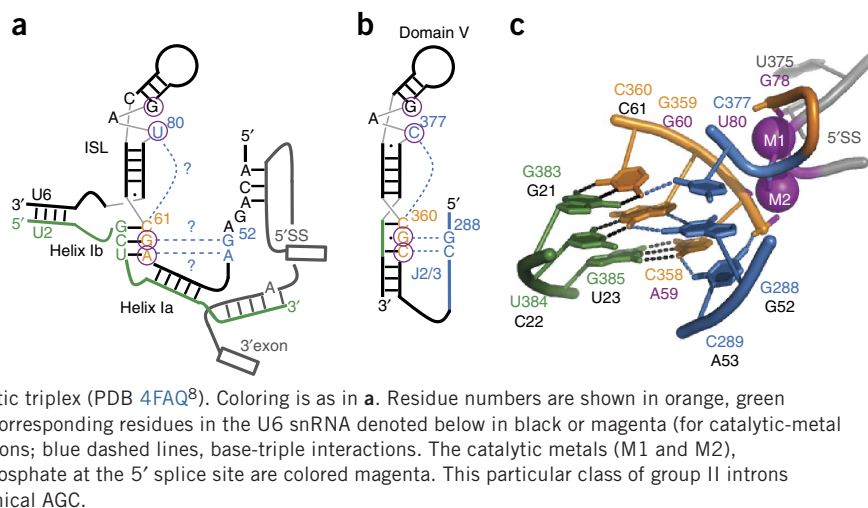 a
b
c
Domain V
C
G
A
U 80
ISL
?
3′ U6
5′ U2
Helix Ib
G C 61
C G
U A
?
?
G 52
A
5′
A
C
A
G
A
5′SS
Helix Ia
A
3′
3′exon
G
A
C 377
C 360
G
C
5′
288
G
C
J2/3
3′
U375
G78
C360
C61
G359
G60
C377
U80
M1
M2
5′SS
G383
G21
U384
C22
G385
U23
C358
A59
G288
G52
C289
A53
tic triplex (PDB 4FAQ8). Coloring is as in a. Residue numbers are shown in orange, green
orresponding residues in the U6 snRNA denoted below in black or magenta (for catalytic-metal
ons; blue dashed lines, base-triple interactions. The catalytic metals (M1 and M2),
osphate at the 5′ splice site are colored magenta. This particular class of group II introns
nical AGC.